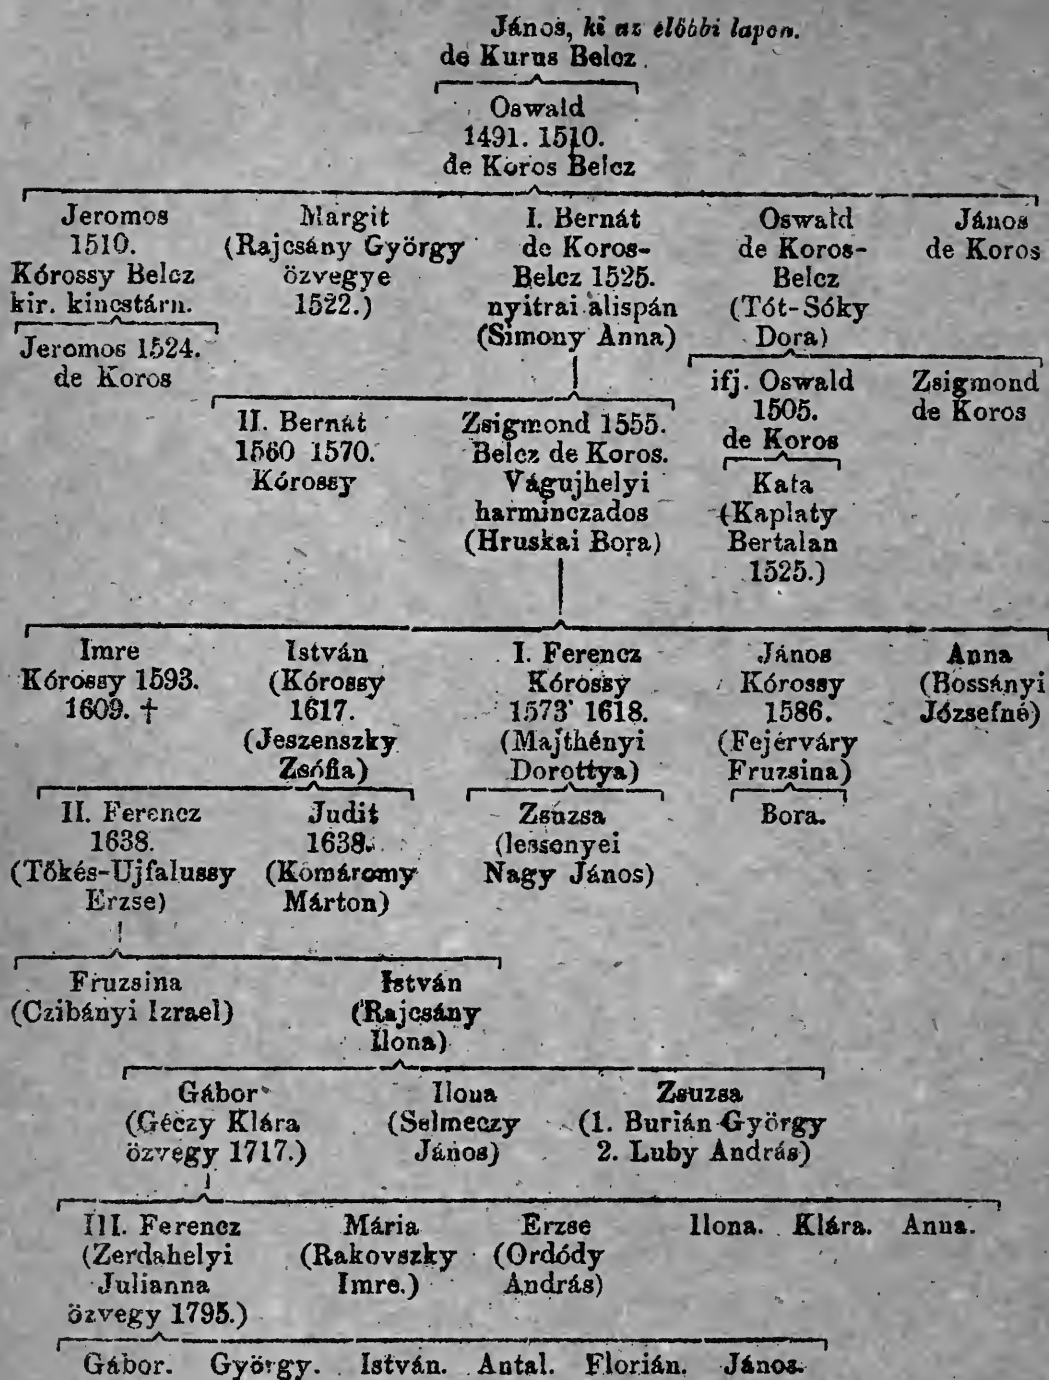 János, ki az élőbbi lapon.
de Kurus Belcz.
Oswald
1491. 1510.
de Koros Belcz
Jeromos
1510.
Kórossy Belcz
kir. kincstárn.
Margit
(Rajcsány György
özvegye
1522.)
I. Bernát
de Koros-
Belcz 1525.
nyitrai alispán
(Simony Anna)
Oswald
de Koros-
Belcz
(Tót-Sóky
Dora)
János
de Koros
Jeromos 1524.
de Koros
ifj. Oswald
1505.
de Koros
Zsigmond
de Koros
II. Bernát
1560 1570.
Kórossy
Zsigmond 1555.
Belcz de Koros.
Vágujhelyi
harminczados
(Hruskai Bora)
Kata
(Kaplaty
Bertalan
1525.)
Imre
Kórossy 1593.
1609. †
István
(Kórossy
1617.
(Jeszenszky
Zsófia)
I. Ferencz
Kórossy
1573 1618.
(Majthényi
Dorottya)
János
Kórossy
1586.
(Fejérváry
Fruzsina)
Anna
(Bossányi
Józsefné)
II. Ferencz
1638.
(Tőkés-Ujfalussy
Erzse)
Judit
1638.
(Komáromy
Márton)
Zsuzsa
(lessenyei
Nagy János)
Bora.
Fruzsina
(Czibányi Izrael)
István
(Rajcsány
Ilona)
Gábor
(Géczy Klára
özvegy 1717.)
Ilona
(Selmeczy
János)
Zsuzsa
(1. Burián György
2. Luby András)
III. Ferencz
(Zerdahelyi
Julianna
özvegy 1795.)
Mária
(Rakovszky
Imre.)
Erzse
(Ordódy
András)
Ilona. Klára. Anna.
Gábor. György. István. Antal. Florián. János.